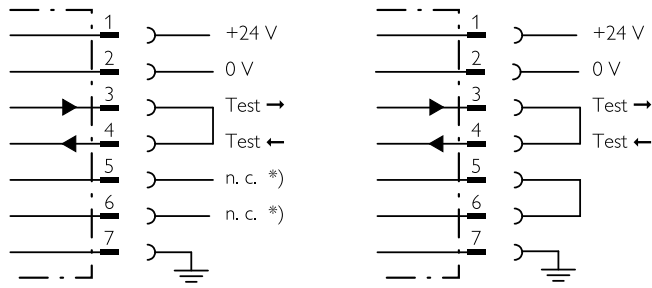 1 +24 V
2 0 V
3 Test →
4 Test ←
5 n. c. *)
6 n. c. *)
7
1 +24 V
2 0 V
3 Test →
4 Test ←
5
6
7